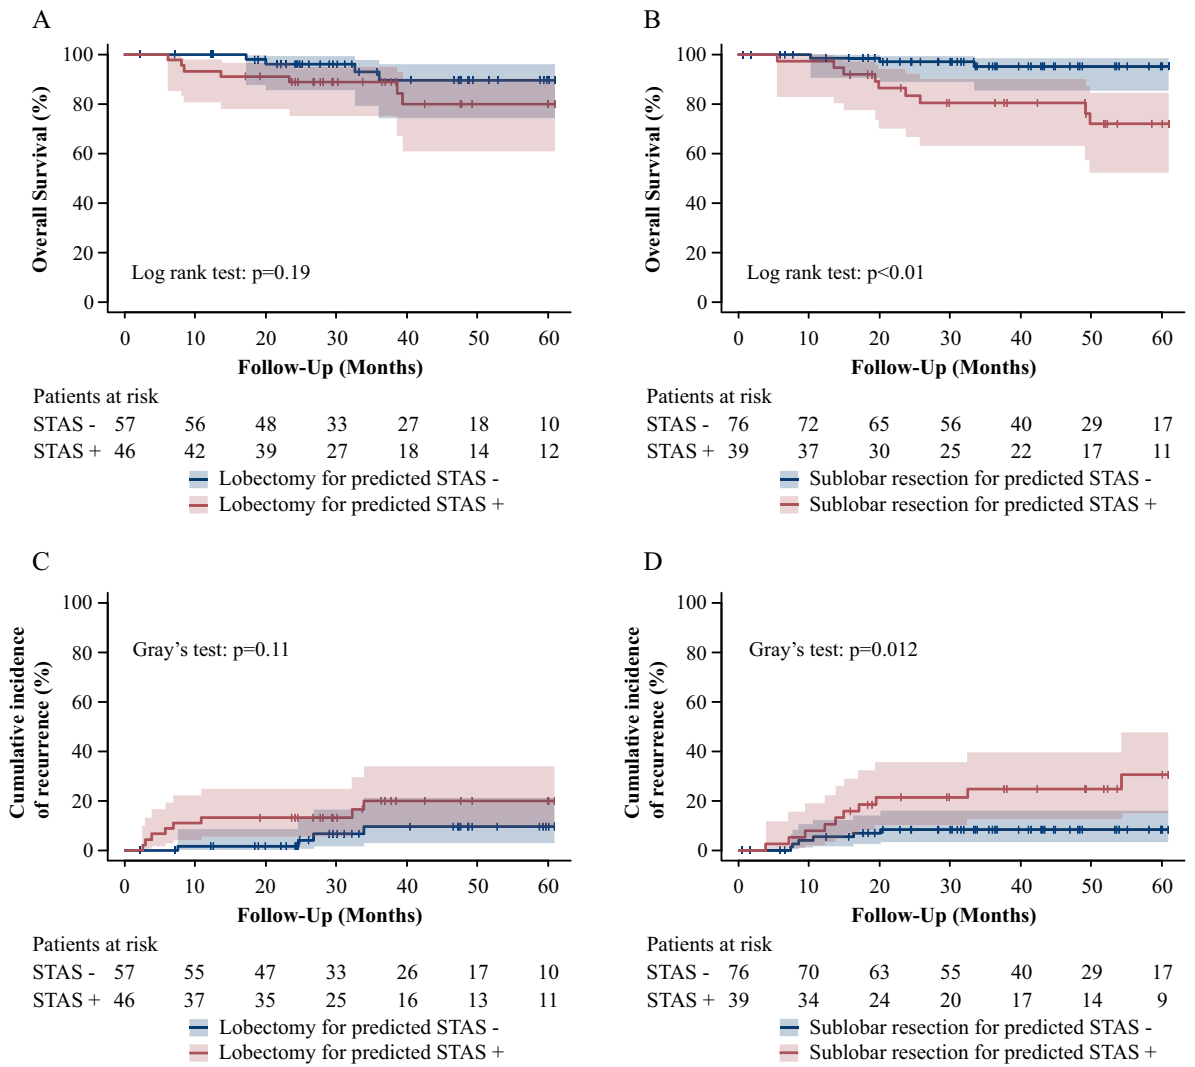 A
100
80
60
40
20
0
Overall Survival (%)
Log rank test: p=0.19
0 10 20 30 40 50 60
Follow-Up (Months)
Patients at risk
STAS - 57 56 48 33 27 18 10
STAS + 46 42 39 27 18 14 12
Lobectomy for predicted STAS -
Lobectomy for predicted STAS +
B
100
80
60
40
20
0
Overall Survival (%)
Log rank test: p<0.01
0 10 20 30 40 50 60
Follow-Up (Months)
Patients at risk
STAS - 76 72 65 56 40 29 17
STAS + 39 37 30 25 22 17 11
Sublobar resection for predicted STAS -
Sublobar resection for predicted STAS +
C
100
80
60
40
20
0
Cumulative incidence
of recurrence (%)
Gray’s test: p=0.11
0 10 20 30 40 50 60
Follow-Up (Months)
Patients at risk
STAS - 57 55 47 33 26 17 10
STAS + 46 37 35 25 16 13 11
Lobectomy for predicted STAS -
Lobectomy for predicted STAS +
D
100
80
60
40
20
0
Cumulative incidence
of recurrence (%)
Gray’s test: p=0.012
0 10 20 30 40 50 60
Follow-Up (Months)
Patients at risk
STAS - 76 70 63 55 40 29 17
STAS + 39 34 24 20 17 14 9
Sublobar resection for predicted STAS -
Sublobar resection for predicted STAS +